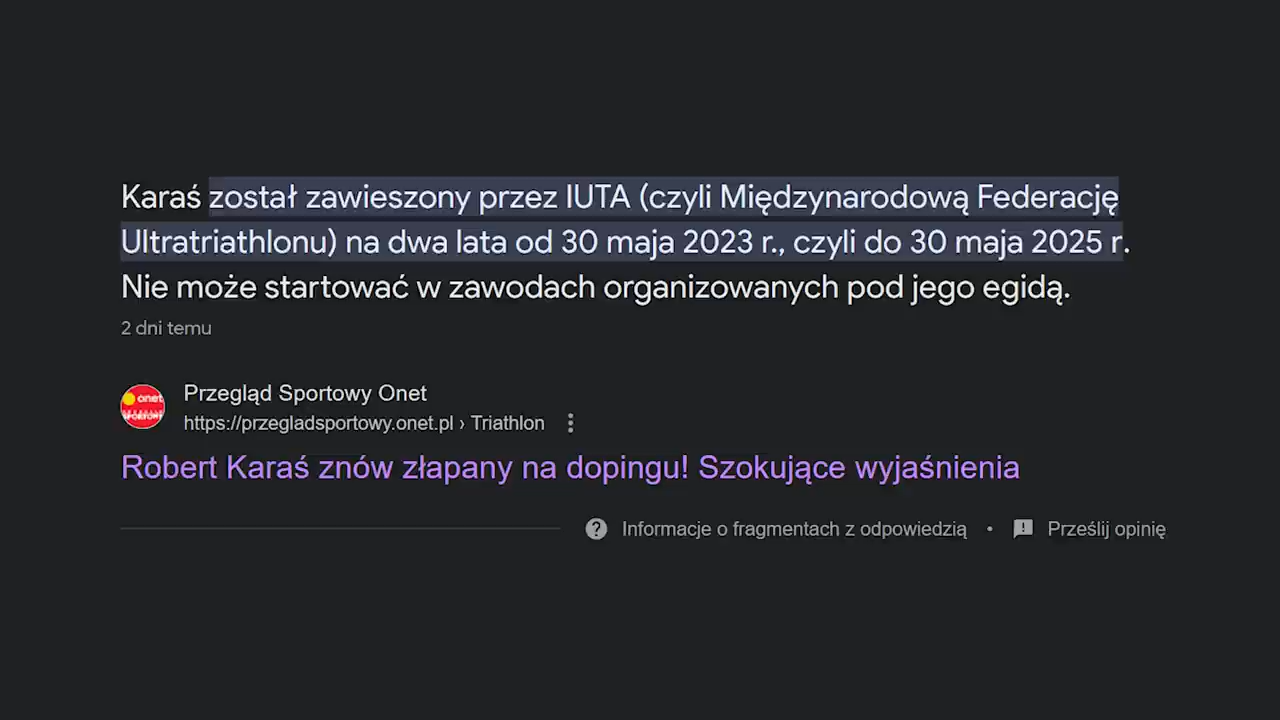 Karaś został zawieszony przez IUTA (czyli Międzynarodową Federację
Ultratriathlonu) na dwa lata od 30 maja 2023 r., czyli do 30 maja 2025 r.
Nie może startować w zawodach organizowanych pod jego egidą.
2 dni temu
onet
SPORTOWY
Przegląd Sportowy Onet
https://przegladsportowy.onet.pl › Triathlon
Robert Karaś znów złapany na dopingu! Szokujące wyjaśnienia
Informacje o fragmentach z odpowiedzią • Prześlij opinię